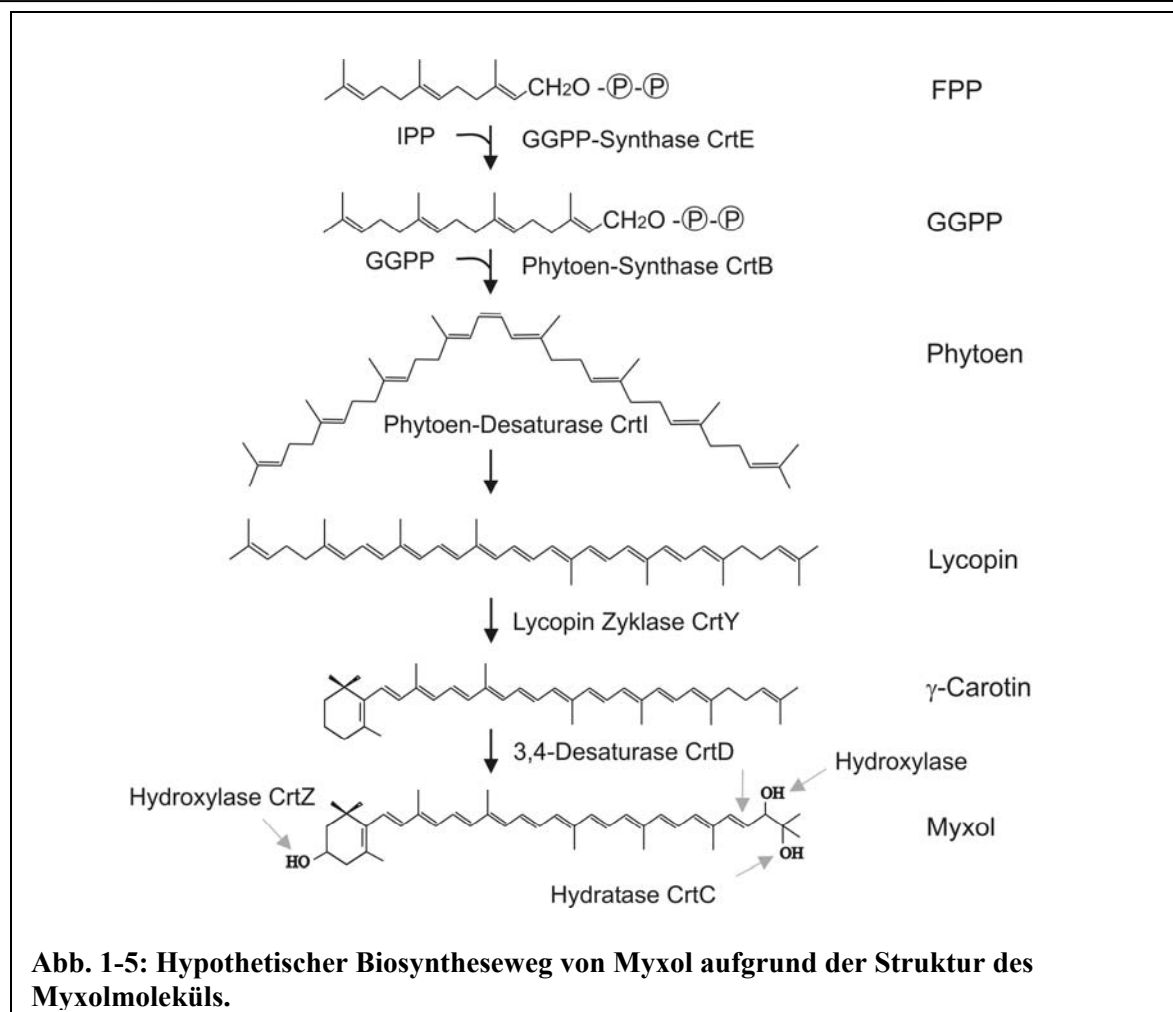 CH2O -Ⓟ-Ⓟ
FPP
IPP
GGPP-Synthase CrtE
CH2O -Ⓟ-Ⓟ
GGPP
GGPP
Phytoen-Synthase CrtB
Phytoen
Phytoen-Desaturase CrtI
Lycopin
Lycopin Zyklase CrtY
γ-Carotin
3,4-Desaturase CrtD
Hydroxylase
Hydroxylase CrtZ
OH
Myxol
HO
OH
Hydratase CrtC
Abb. 1-5: Hypothetischer Biosyntheseweg von Myxol aufgrund der Struktur des
Myxolmoleküls.